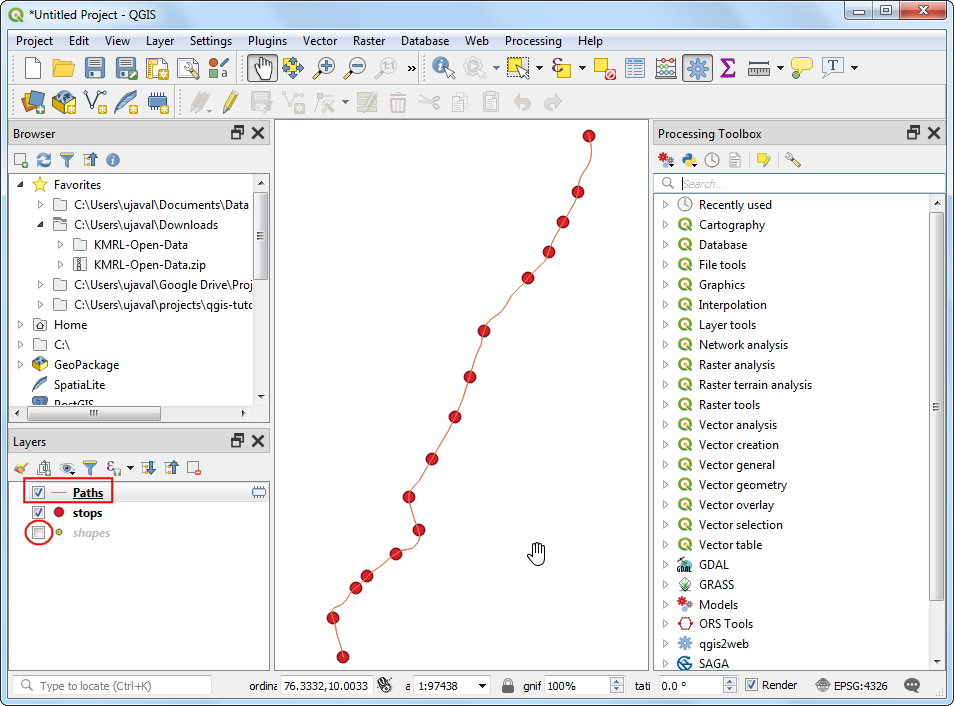 *Untitled Project - QGIS
Project Edit View Layer Settings Plugins Vector Raster Database Web Processing Help
Browser
Favorites
C:\Users\ujaval\Documents\Data
C:\Users\ujaval\Downloads
KMRL-Open-Data
KMRL-Open-Data.zip
C:\Users\ujaval\Google Drive\Proj
C:\Users\ujaval\projects\qgis-tuto
Home
C:\
GeoPackage
SpatiaLite
PostGIS
Layers
Paths
stops
shapes
Processing Toolbox
Search...
Recently used
Cartography
Database
File tools
Graphics
Interpolation
Layer tools
Network analysis
Raster analysis
Raster terrain analysis
Raster tools
Vector analysis
Vector creation
Vector general
Vector geometry
Vector overlay
Vector selection
Vector table
GDAL
GRASS
Models
ORS Tools
qgis2web
SAGA
Type to locate (Ctrl+K) ordina 76.3332,10.0033 a 1:97438 gnif 100% tati 0.0 ° Render EPSG:4326